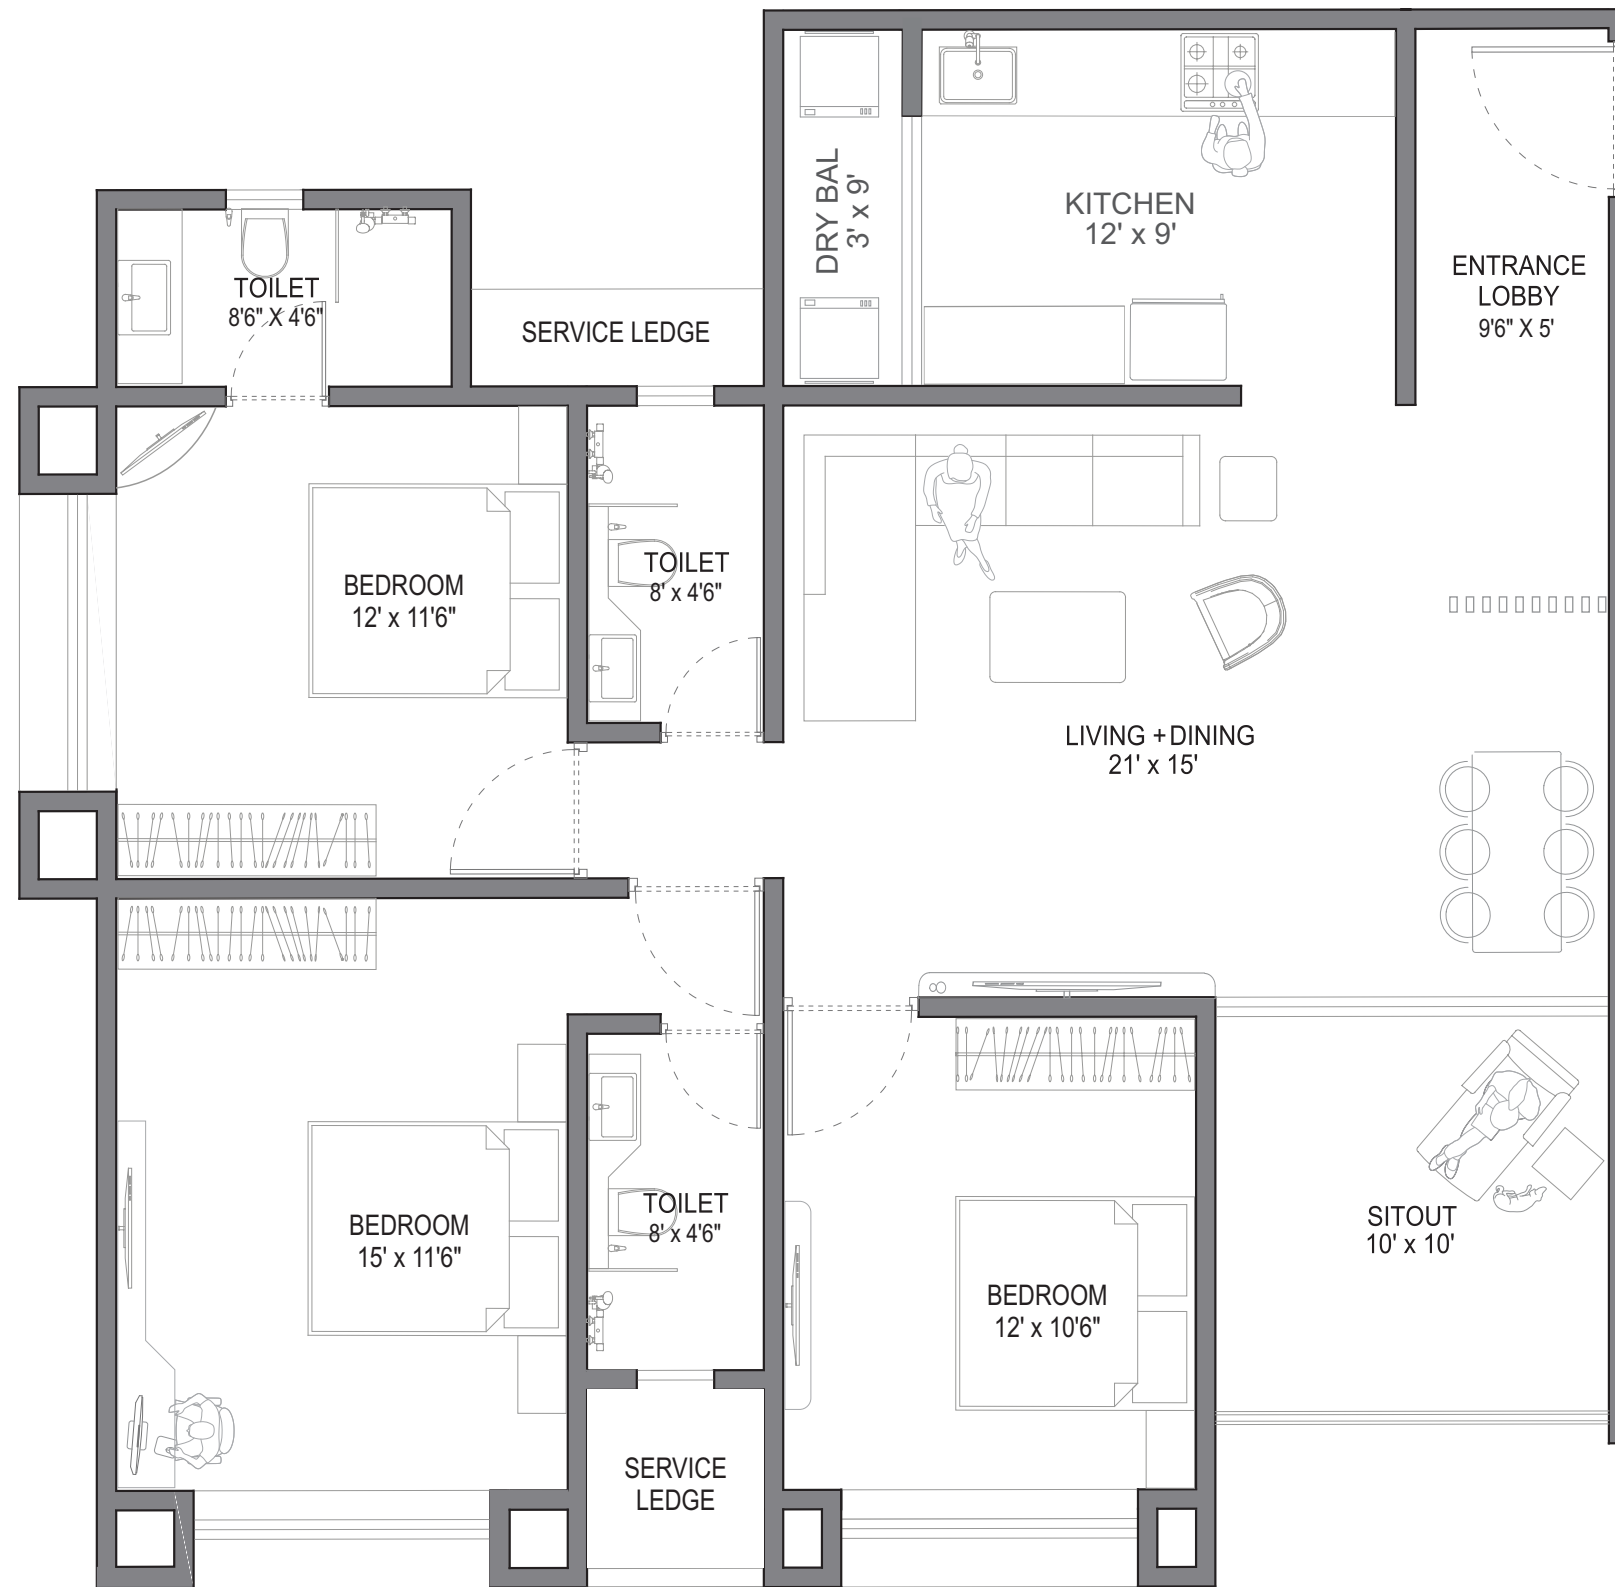 DRY BAL
3' x 9'
KITCHEN
12' x 9'
ENTRANCE
LOBBY
9'6" X 5'
TOILET
8'6" X 4'6"
SERVICE LEDGE
BEDROOM
12' x 11'6"
TOILET
8' x 4'6"
LIVING + DINING
21' x 15'
BEDROOM
15' x 11'6"
TOILET
8' x 4'6"
BEDROOM
12' x 10'6"
SITOUT
10' x 10'
SERVICE
LEDGE